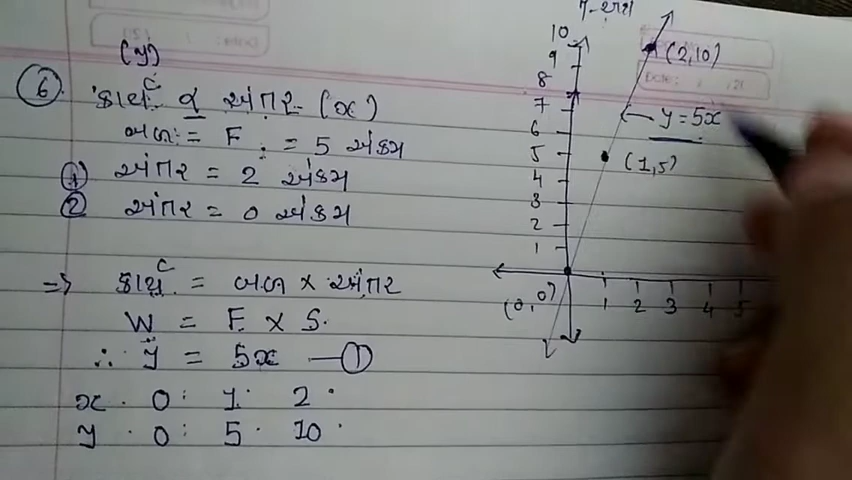 (y)
⑥ કાર્ય ∝ અંતર (x)
બળ = F = 5 એકમ
① અંતર = 2 એકમ
② અંતર = 0 એકમ
=> કાર્ય = બળ × અંતર
W = F × S.
∴ y = 5x —①
x 0 1 2
y 0 5 10
10
9
8
7
6
5
4
3
2
1
(2,10)
y = 5x
(1,5)
(0,0)
1 2 3 4 5